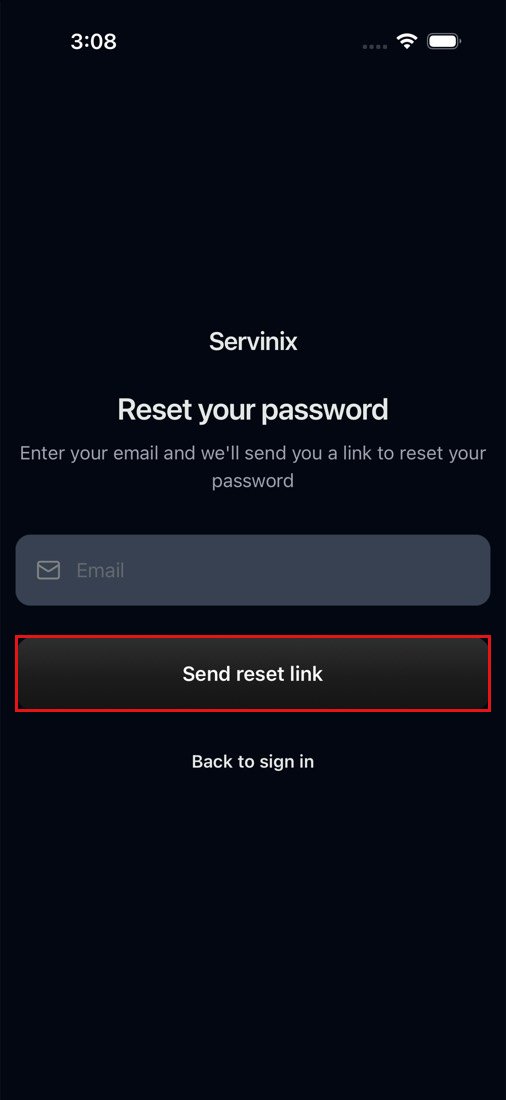 3:08
Servinix
Reset your password
Enter your email and we'll send you a link to reset your
password
Email
Send reset link
Back to sign in